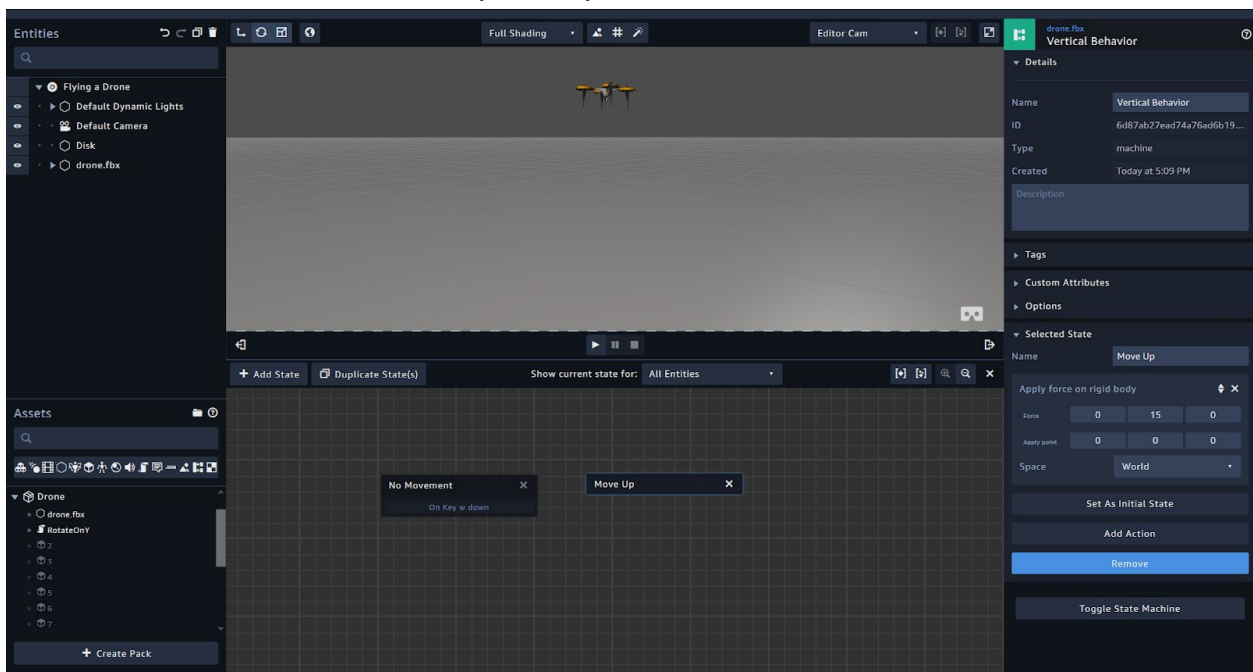 Entities
Flying a Drone
Default Dynamic Lights
Default Camera
Disk
drone.fbx
Full Shading
Editor Cam
Assets
Drone
drone.fbx
RotateOnY
2
3
4
5
6
7
+ Create Pack
+ Add State
Duplicate State(s)
Show current state for: All Entities
No Movement
On Key w down
Move Up
drone.fbx
Vertical Behavior
Details
Name Vertical Behavior
ID 6d87ab27ead74a76ad6b19...
Type machine
Created Today at 5:09 PM
Description
Tags
Custom Attributes
Options
Selected State
Name Move Up
Apply force on rigid body
Force 0 15 0
Apply point 0 0 0
Space World
Set As Initial State
Add Action
Remove
Toggle State Machine